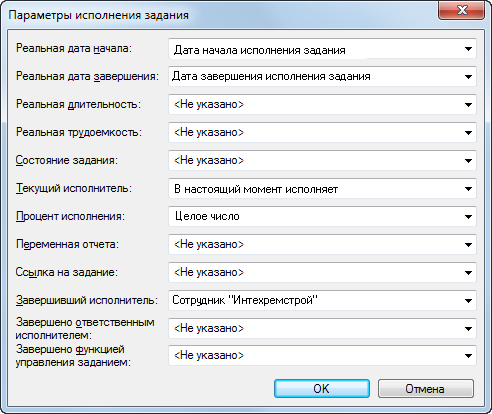 Параметры исполнения задания
Реальная дата начала: Дата начала исполнения задания
Реальная дата завершения: Дата завершения исполнения задания
Реальная длительность: <Не указано>
Реальная трудоемкость: <Не указано>
Состояние задания: <Не указано>
Текущий исполнитель: В настоящий момент исполняет
Процент исполнения: Целое число
Переменная отчета: <Не указано>
Ссылка на задание: <Не указано>
Завершивший исполнитель: Сотрудник "Интехремстрой"
Завершено ответственным
исполнителем: <Не указано>
Завершено функцией
управления заданием: <Не указано>
OK Отмена